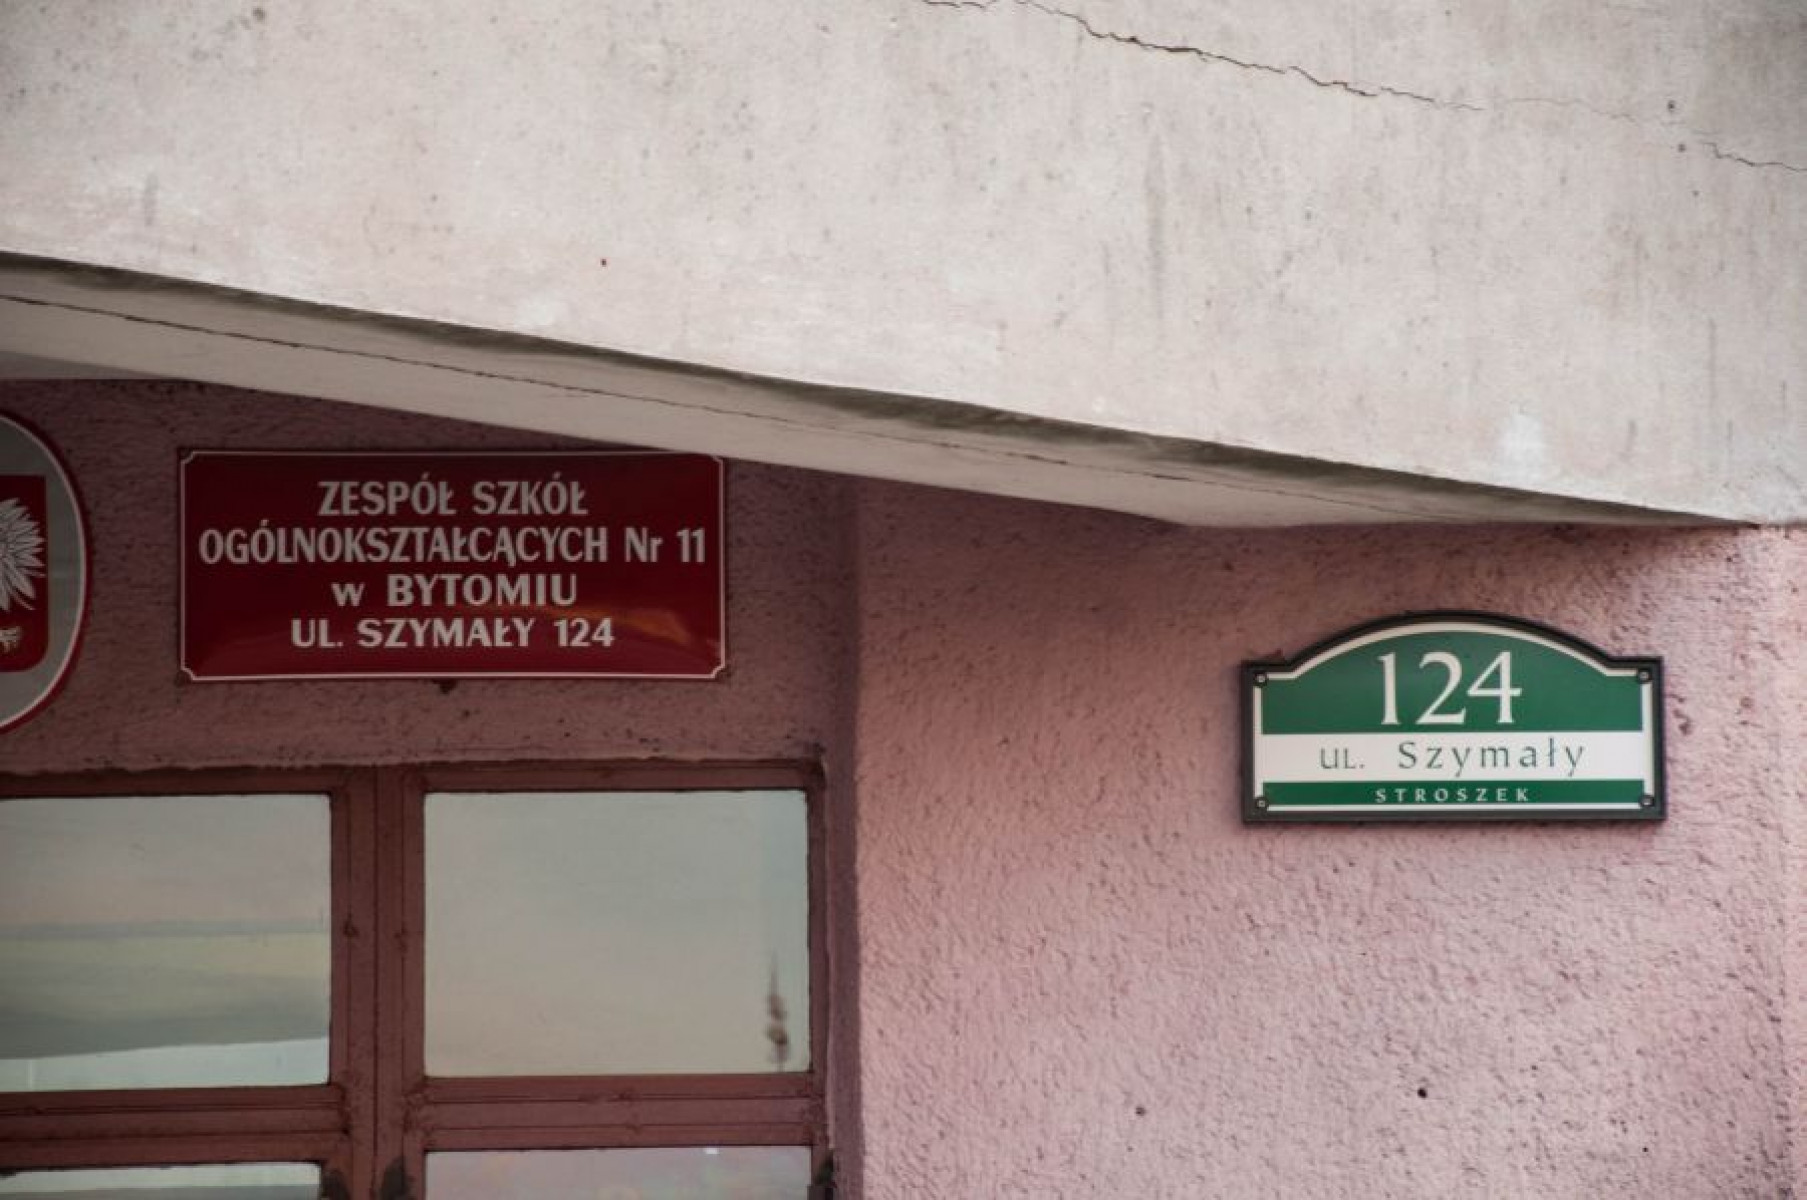 ZESPÓŁ SZKÓŁ
OGÓLNOKSZTAŁCĄCYCH Nr 11
w BYTOMIU
UL. SZYMAŁY 124
124
UL. Szymały
STROSZEK